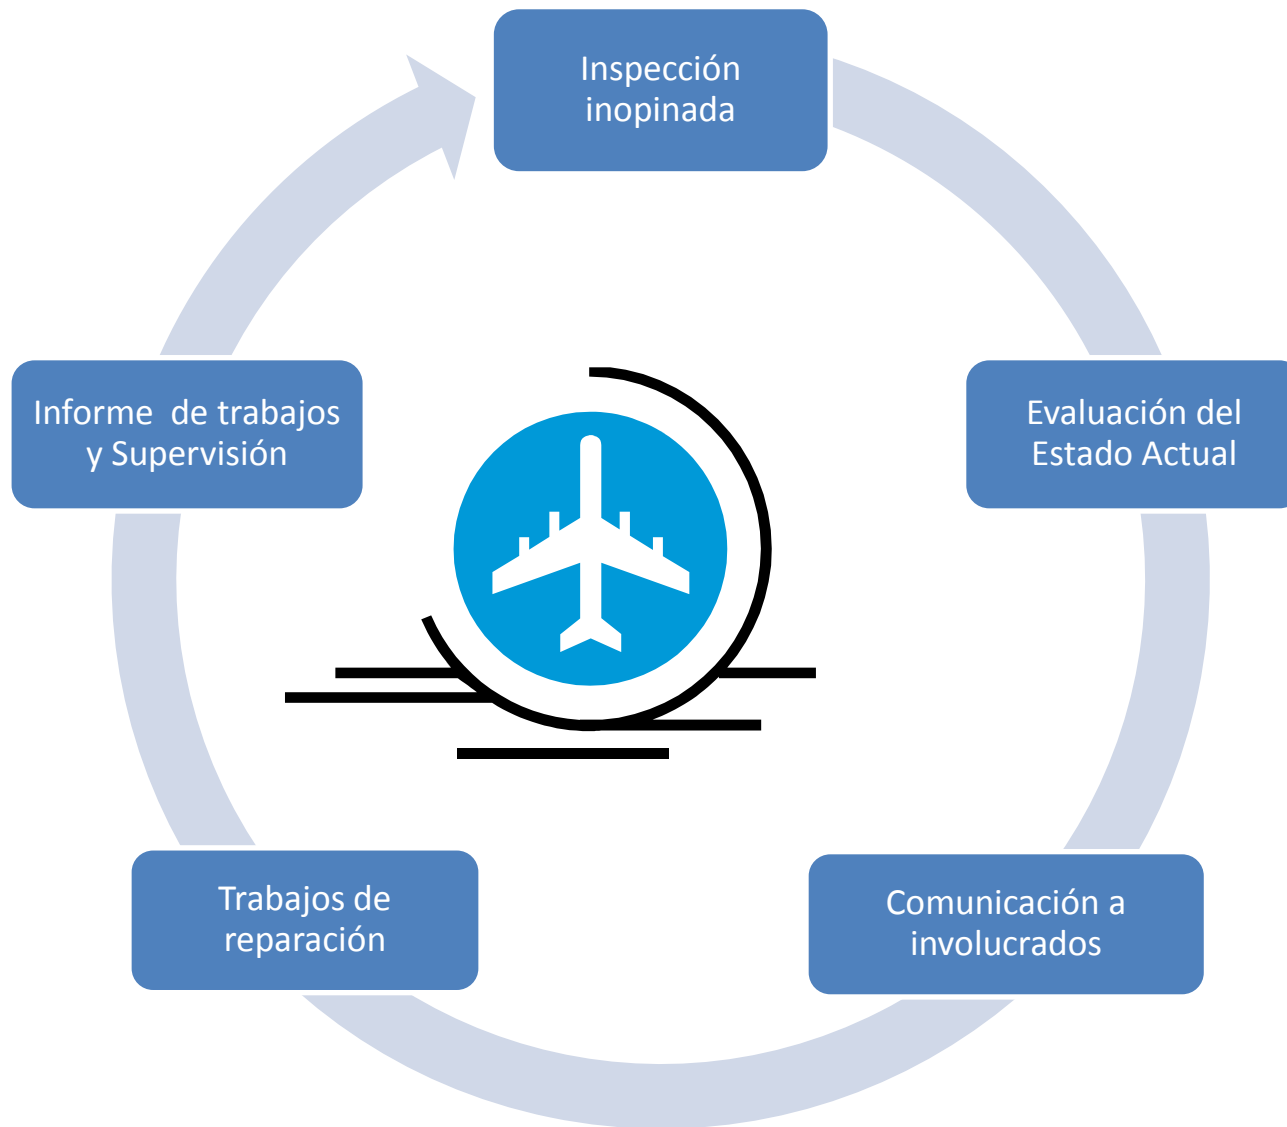 Inspección
inopinada
Evaluación del
Estado Actual
Comunicación a
involucrados
Trabajos de
reparación
Informe  de trabajos
y Supervisión